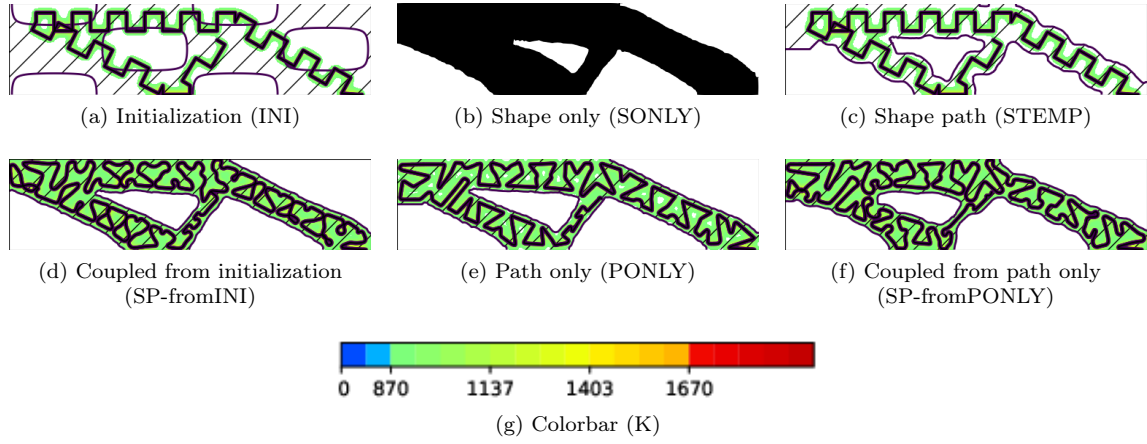 (a) Initialization (INI)
(b) Shape only (SONLY)
(c) Shape path (STEMP)
(d) Coupled from initialization
(SP-fromINI)
(e) Path only (PONLY)
(f) Coupled from path only
(SP-fromPONLY)
0 870 1137 1403 1670
(g) Colorbar (K)